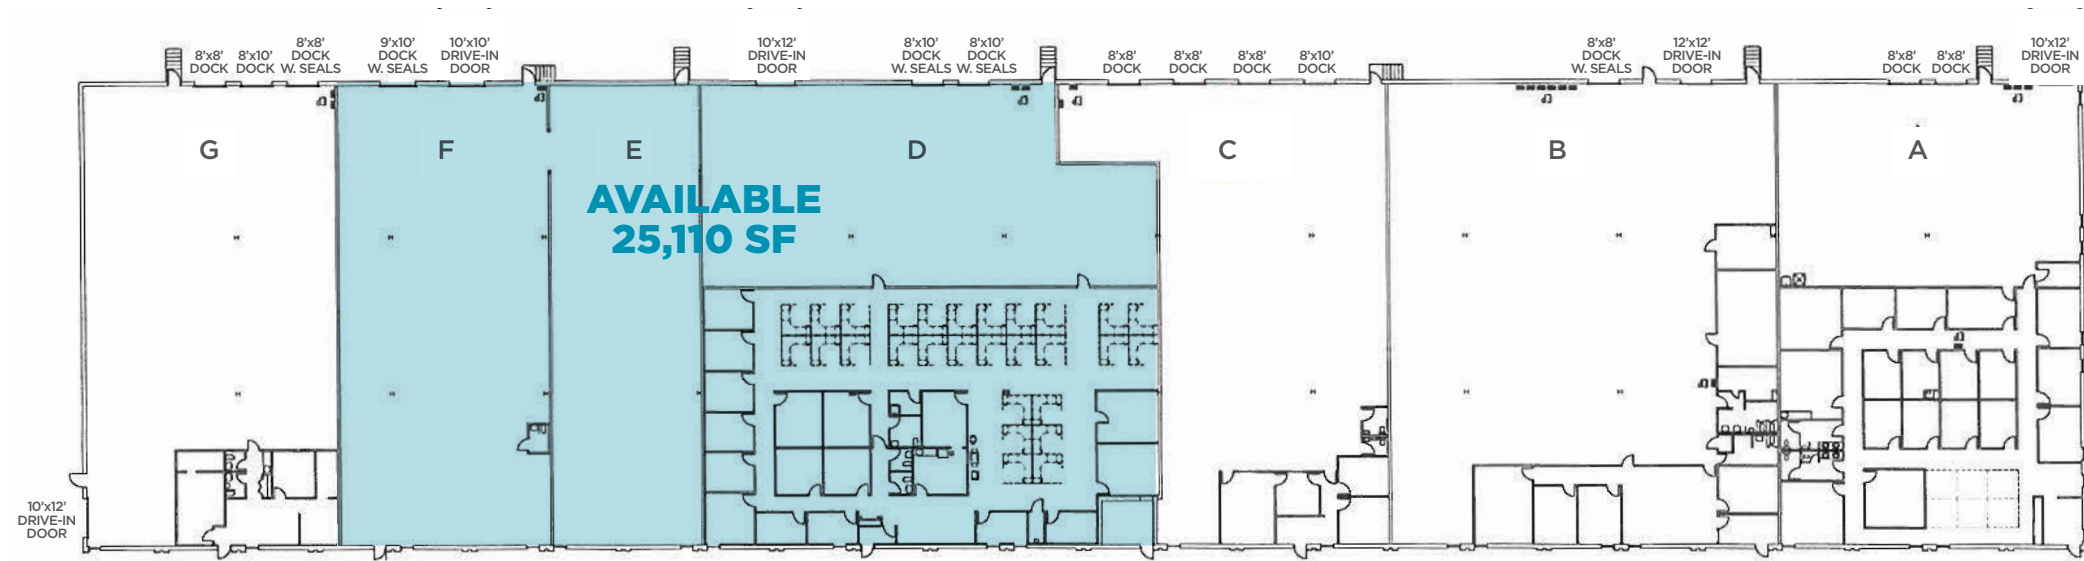 8'x8'
DOCK
8'x10'
DOCK
8'x8'
DOCK
W. SEALS
9'x10'
DOCK
W. SEALS
10'x10'
DRIVE-IN
DOOR
10'x12'
DRIVE-IN
DOOR
8'x10'
DOCK
W. SEALS
8'x10'
DOCK
W. SEALS
8'x8'
DOCK
8'x8'
DOCK
8'x8'
DOCK
8'x10'
DOCK
8'x8'
DOCK
W. SEALS
12'x12'
DRIVE-IN
DOOR
8'x8'
DOCK
8'x8'
DOCK
10'x12'
DRIVE-IN
DOOR
G
F
E
D
C
B
A
AVAILABLE
25,110 SF
10'x12'
DRIVE-IN
DOOR